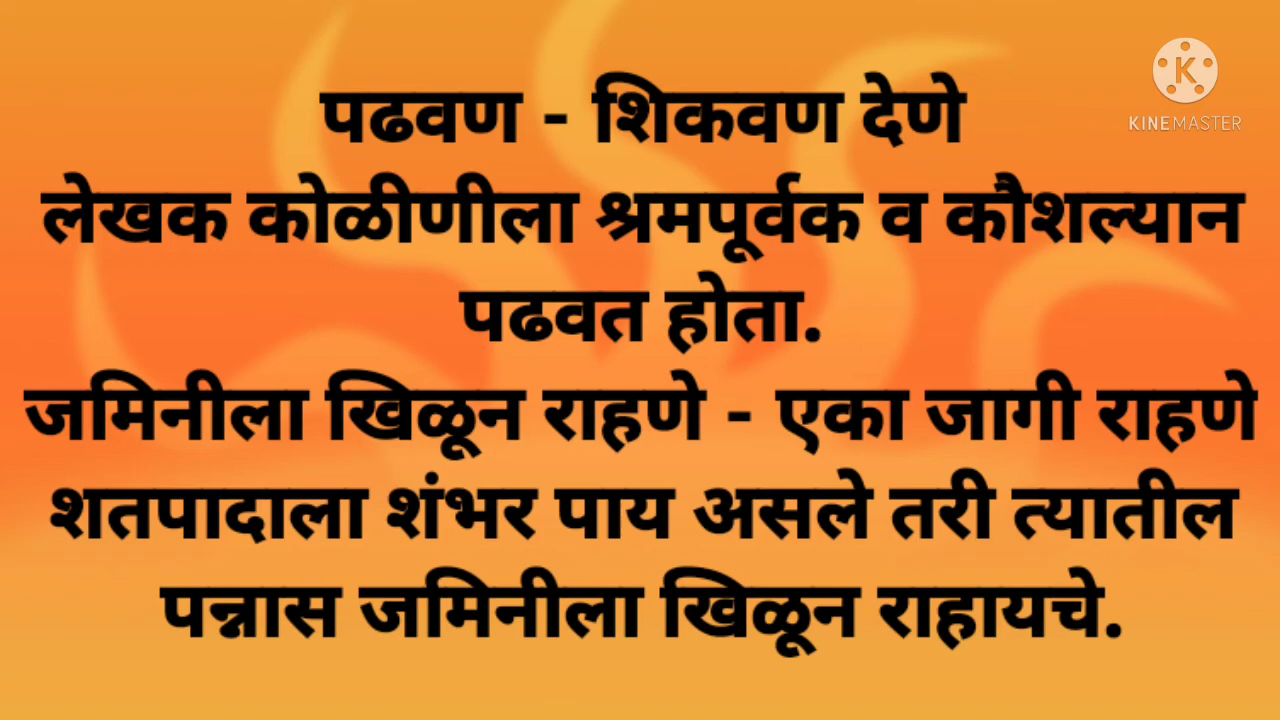 पढवण - शिकवण देणे
KINEMASTER
लेखक कोळीणीला श्रमपूर्वक व कौशल्यान
पढवत होता.
जमिनीला खिळून राहणे - एका जागी राहणे
शतपादाला शंभर पाय असले तरी त्यातील
पन्नास जमिनीला खिळून राहायचे.